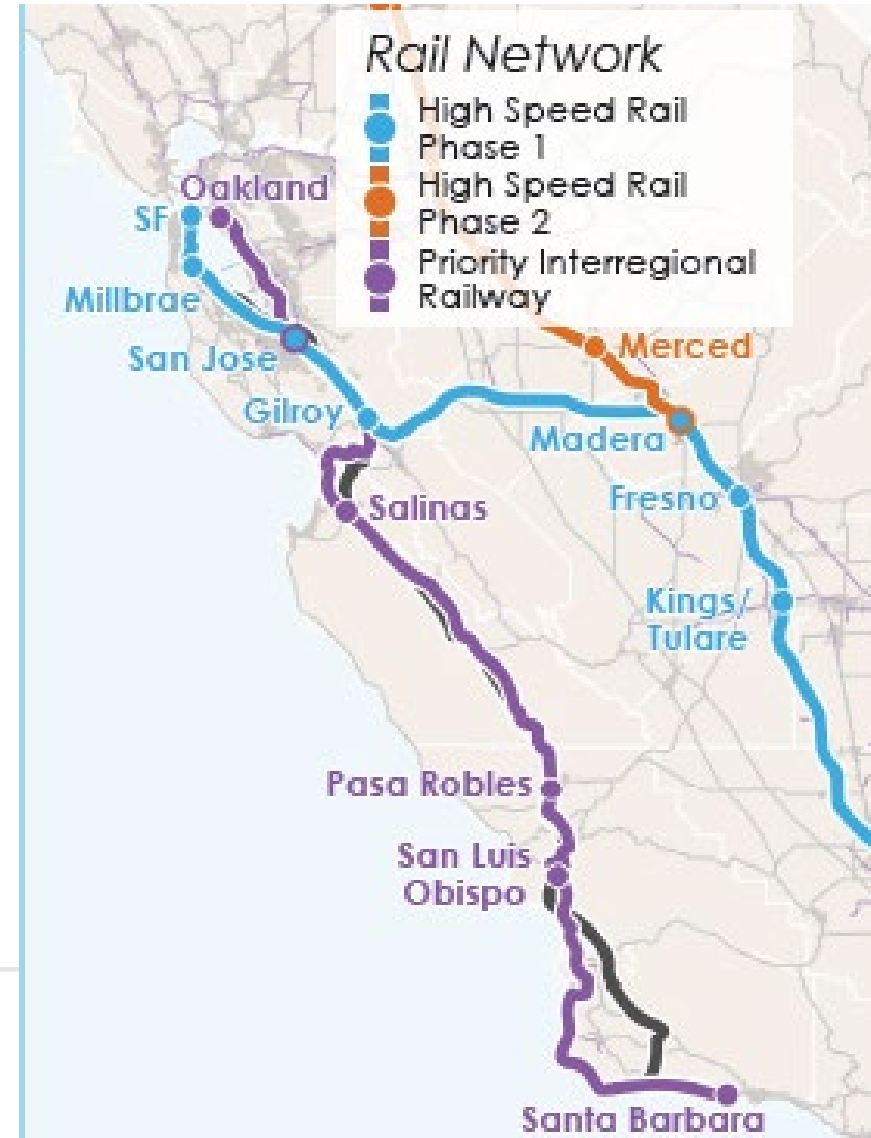 Rail Network
High Speed Rail
Phase 1
High Speed Rail
Phase 2
Priority Interregional
Railway
Oakland
SF
Millbrae
San Jose
Merced
Gilroy
Madera
Fresno
Salinas
Kings/
Tulare
Pasa Robles
San Luis
Obispo
Santa Barbara